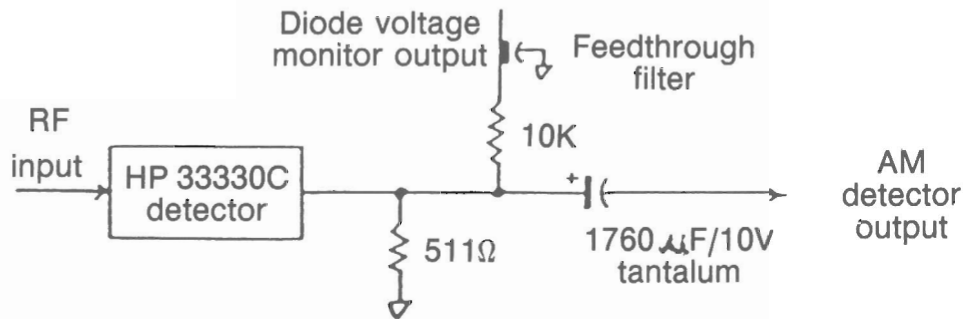 Diode voltage
monitor output
Feedthrough
filter
RF
input
10K
HP 33330C
detector
AM
detector
output
+
511Ω
1760 µF/10V
tantalum